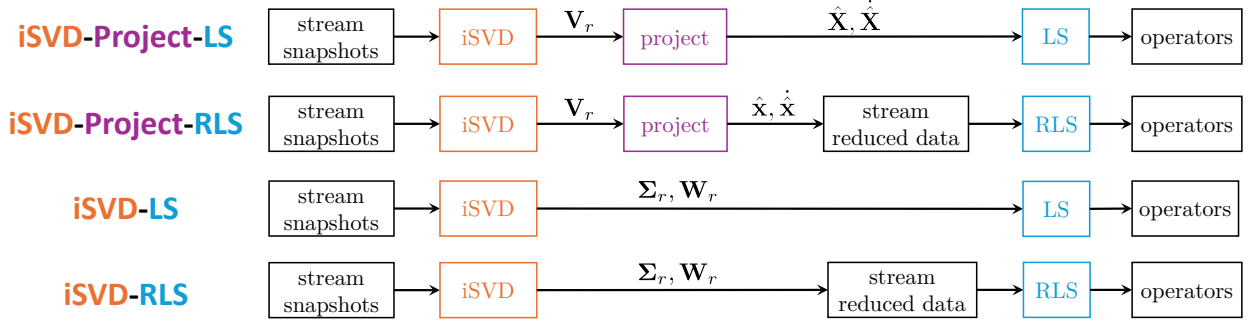 iSVD-Project-LS
stream
snapshots
iSVD
V_r
project
X̂, Ẋ̂
LS
operators
iSVD-Project-RLS
stream
snapshots
iSVD
V_r
project
x̂, ẋ̂
stream
reduced data
RLS
operators
iSVD-LS
stream
snapshots
iSVD
Σ_r, W_r
LS
operators
iSVD-RLS
stream
snapshots
iSVD
Σ_r, W_r
stream
reduced data
RLS
operators